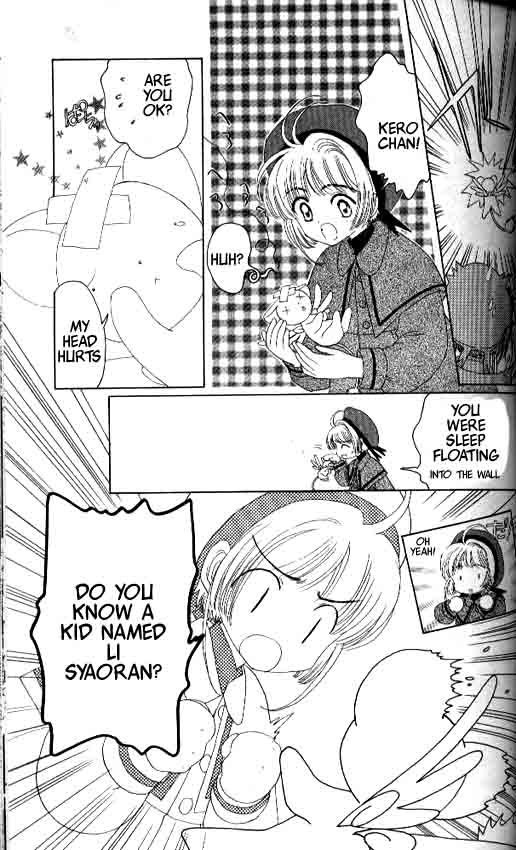 KERO
CHAN!
HUH?
ARE
YOU
OK?
MY
HEAD
HURTS
YOU
WERE
SLEEP
FLOATING
INTO THE WALL
OH
YEAH!
DO YOU
KNOW A
KID NAMED
LI
SYAORAN?